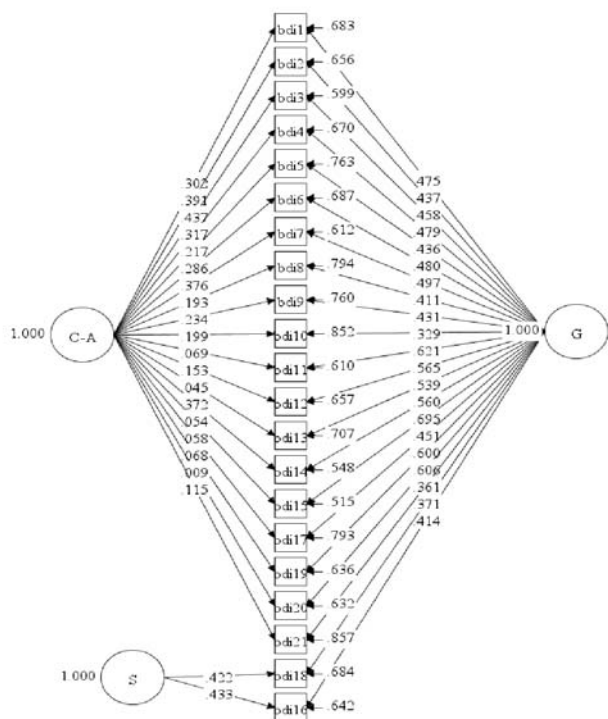 1.000
C-A
.302
.391
.437
.317
.217
.286
.376
.193
.234
.199
.069
.153
.045
.372
.054
.058
.068
.009
.115
1.000
S
.422
.433
bdi1 .683
bdi2 .656
bdi3 .599
bdi4 .670
bdi5 .763
bdi6 .687
bdi7 .612
bdi8 .794
bdi9 .760
bdi10 .852
bdi11 .610
bdi12 .657
bdi13 .707
bdi14 .548
bdi15 .515
bdi17 .793
bdi19 .636
bdi20 .632
bdi21 .857
bdi18 .684
bdi16 .642
.475
.437
.458
.479
.436
.480
.497
.411
.431
.329
.621
.565
.539
.560
.695
.451
.600
.606
.361
.371
.414
1.000
G